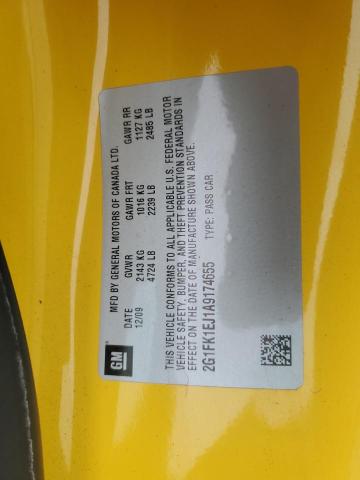 GM
MFD BY GENERAL MOTORS OF CANADA LTD.
DATE GVWR GAWR FRT GAWR RR
12/09 2143 KG 1016 KG 1127 KG
4724 LB 2239 LB 2485 LB
THIS VEHICLE CONFORMS TO ALL APPLICABLE U.S. FEDERAL MOTOR
VEHICLE SAFETY, BUMPER, AND THEFT PREVENTION STANDARDS IN
EFFECT ON THE DATE OF MANUFACTURE SHOWN ABOVE.
2G1FK1EJ1A9174655 TYPE: PASS CAR